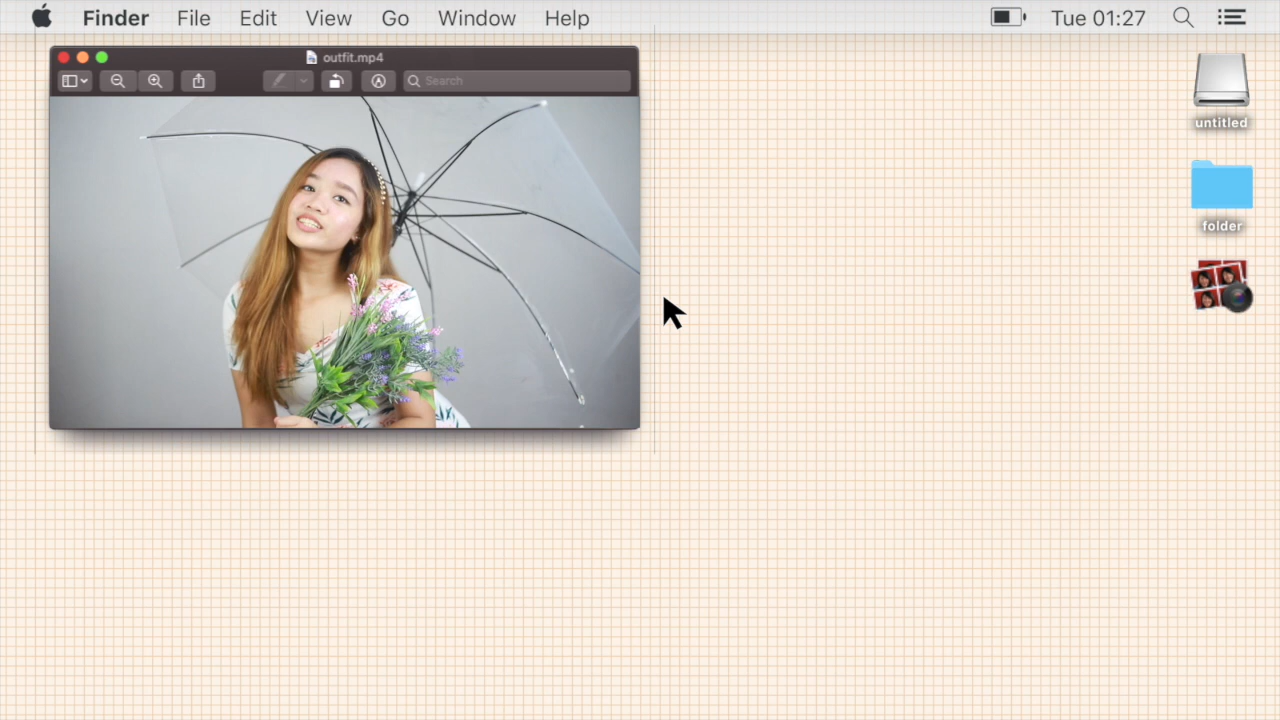 Finder File Edit View Go Window Help Tue 01:27
outfit.mp4
Search
untitled
folder